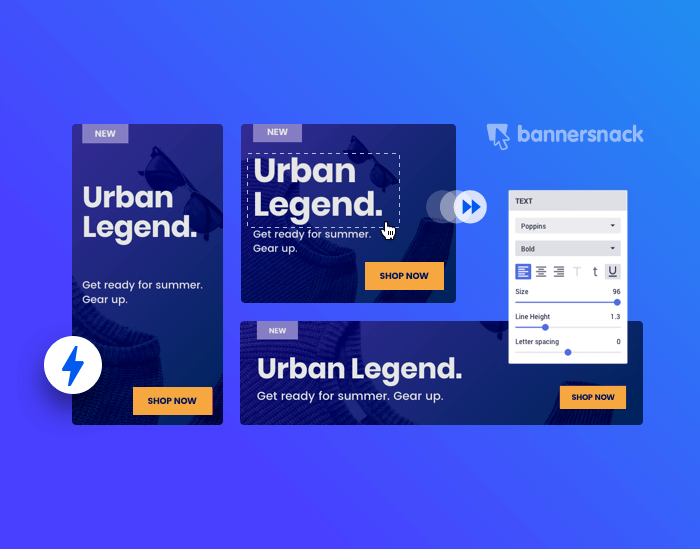 NEW
Urban
Legend.
Get ready for summer.
Gear up.
SHOP NOW
NEW
Urban
Legend.
Get ready for summer.
Gear up.
SHOP NOW
bannersnack
TEXT
Poppins
Bold
T t U
Size 96
Line Height 1.3
Letter spacing 0
NEW
Urban Legend.
Get ready for summer. Gear up.
SHOP NOW